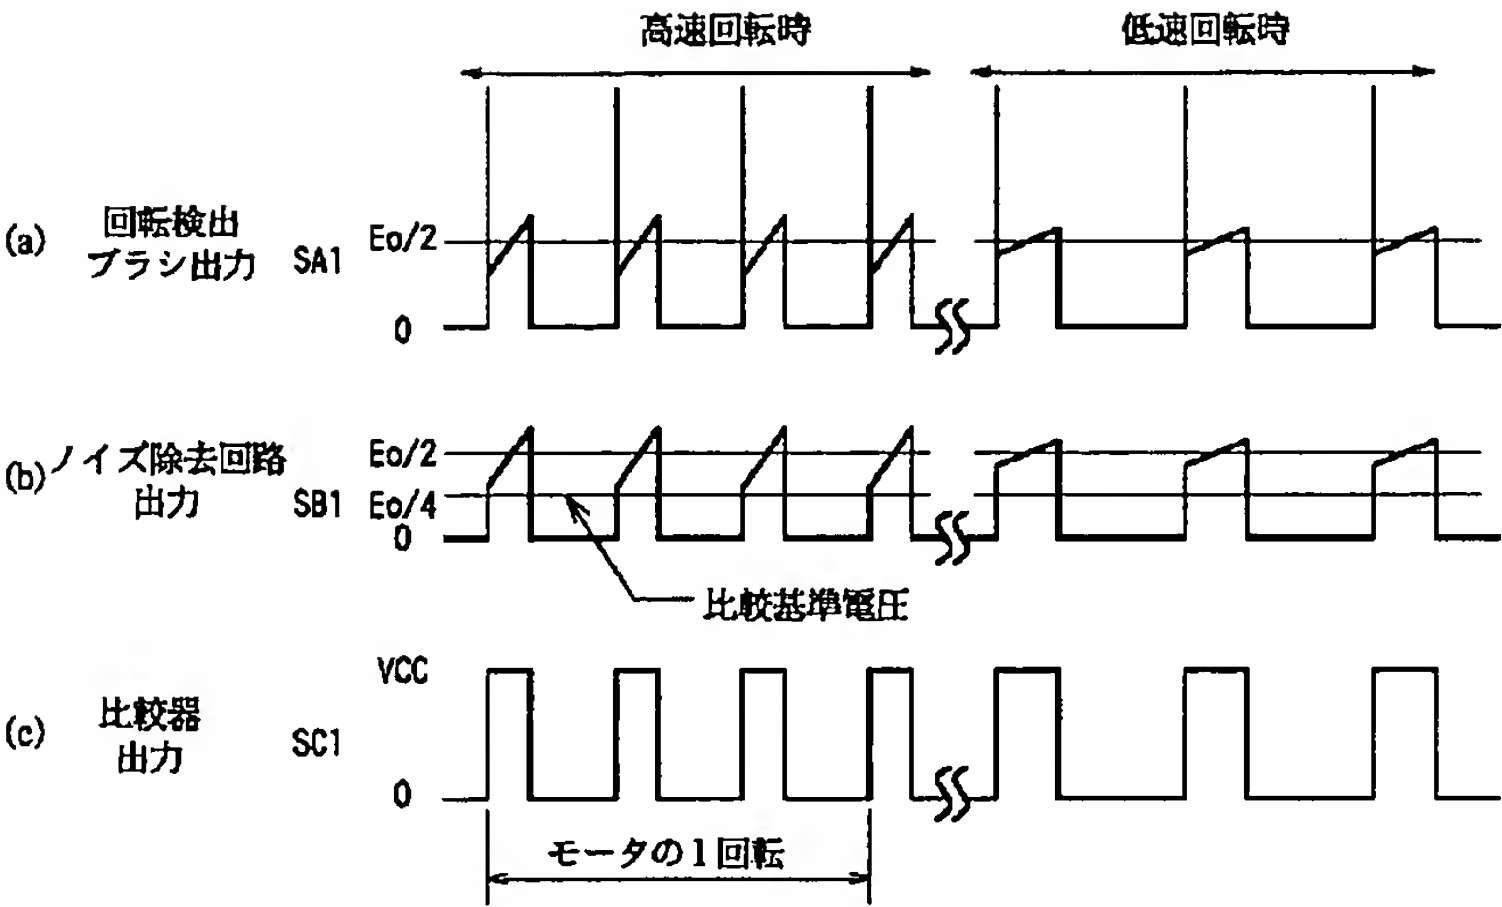 高速回転時
低速回転時
(a) 回転検出
ブラシ出力 SA1
Eo/2
0
(b) ノイズ除去回路
出力 SB1
Eo/2
Eo/4
0
比較基準電圧
(c) 比較器
出力 SC1
VCC
0
モータの1回転